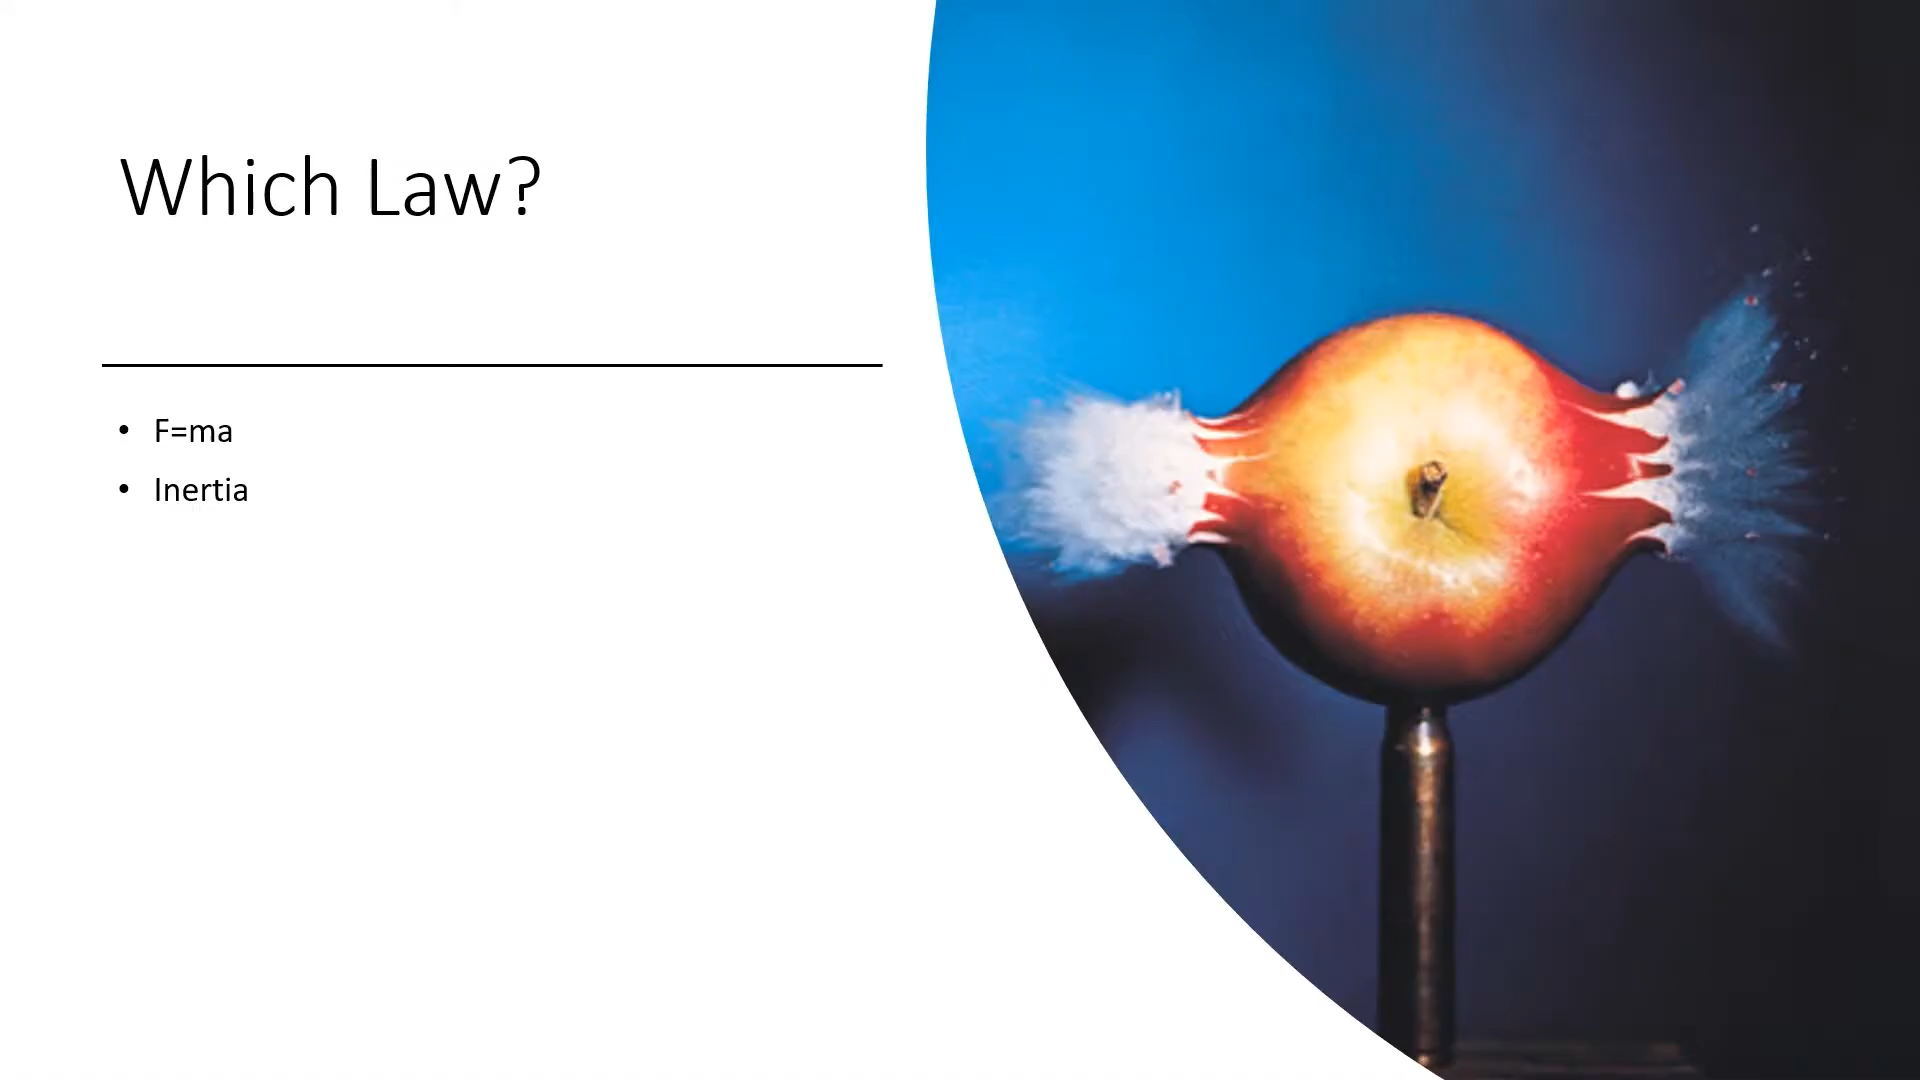 Which Law?
• F=ma
• Inertia